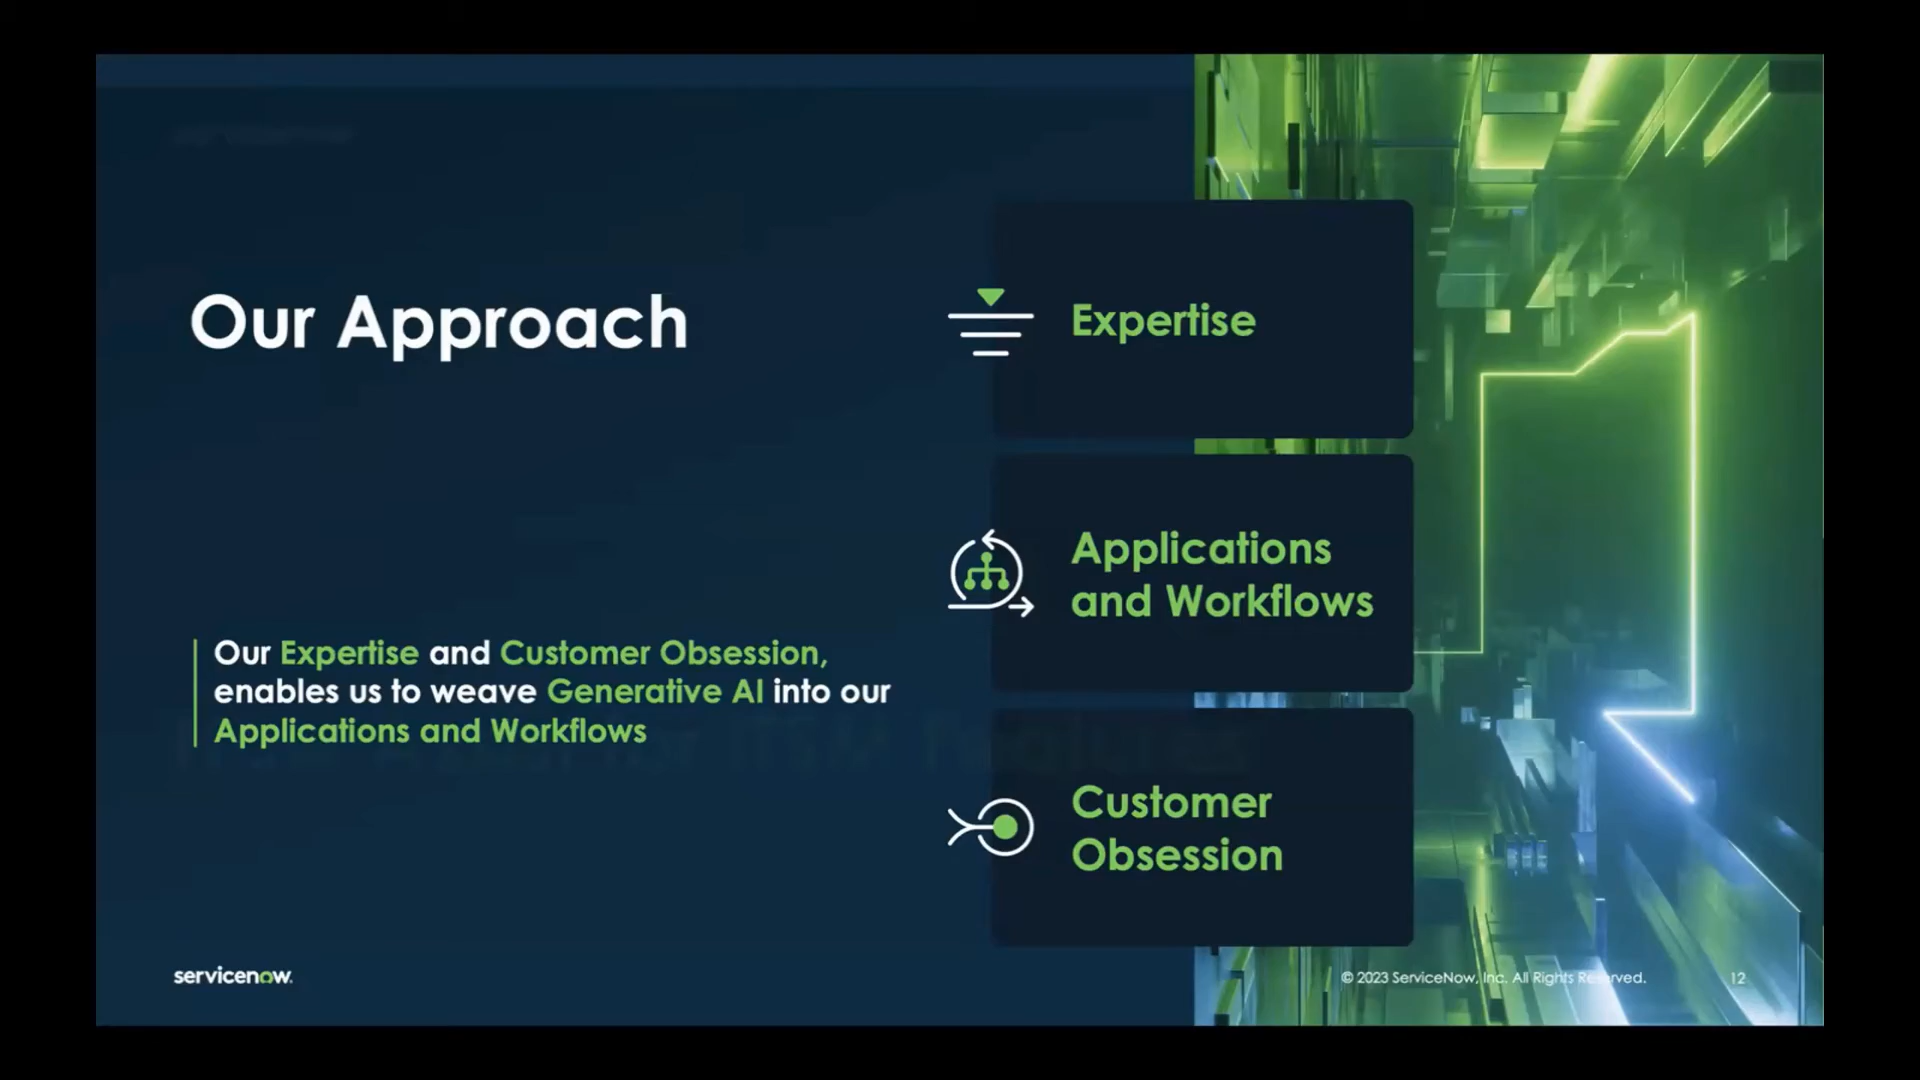 Our Approach
Our Expertise and Customer Obsession,
enables us to weave Generative AI into our
Applications and Workflows
Expertise
Applications
and Workflows
Customer
Obsession
servicenow.
© 2023 ServiceNow, Inc. All Rights Reserved.
12